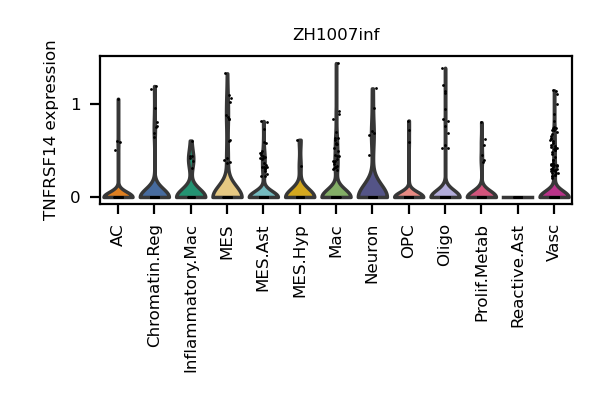 ZH1007inf
TNFRSF14 expression
1
0
AC
Chromatin.Reg
Inflammatory.Mac
MES
MES.Ast
MES.Hyp
Mac
Neuron
OPC
Oligo
Prolif.Metab
Reactive.Ast
Vasc